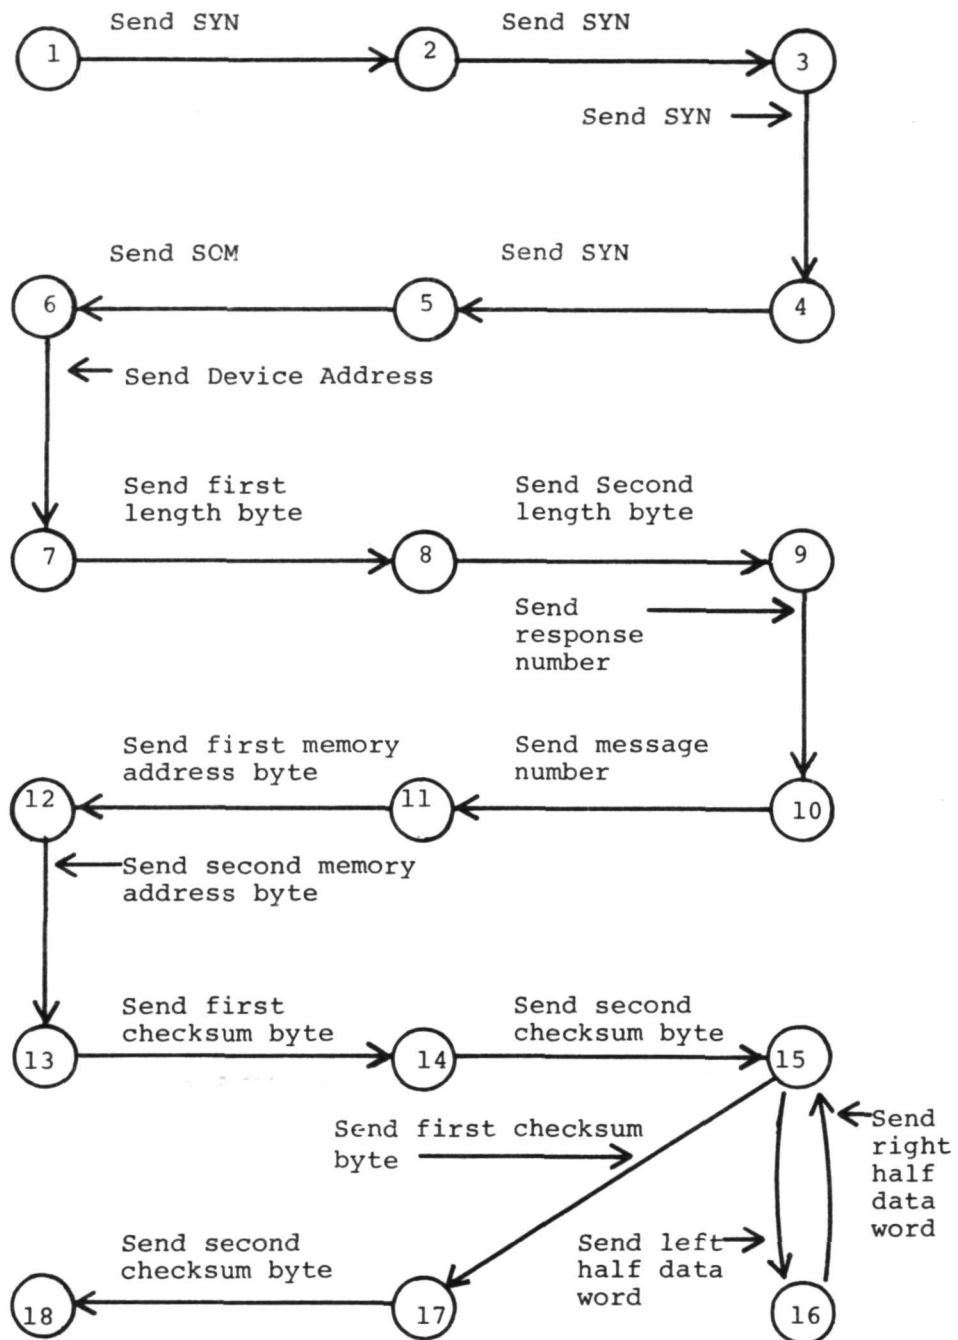 Send SYN
Send SYN
1
2
3
Send SYN
Send SOM
Send SYN
6
5
4
Send Device Address
Send first
length byte
Send Second
length byte
7
8
9
Send
response
number
Send first memory
address byte
Send message
number
12
11
10
Send second memory
address byte
Send first
checksum byte
Send second
checksum byte
13
14
15
Send first checksum
byte
Send
right
half
data
word
Send second
checksum byte
Send left
half data
word
18
17
16